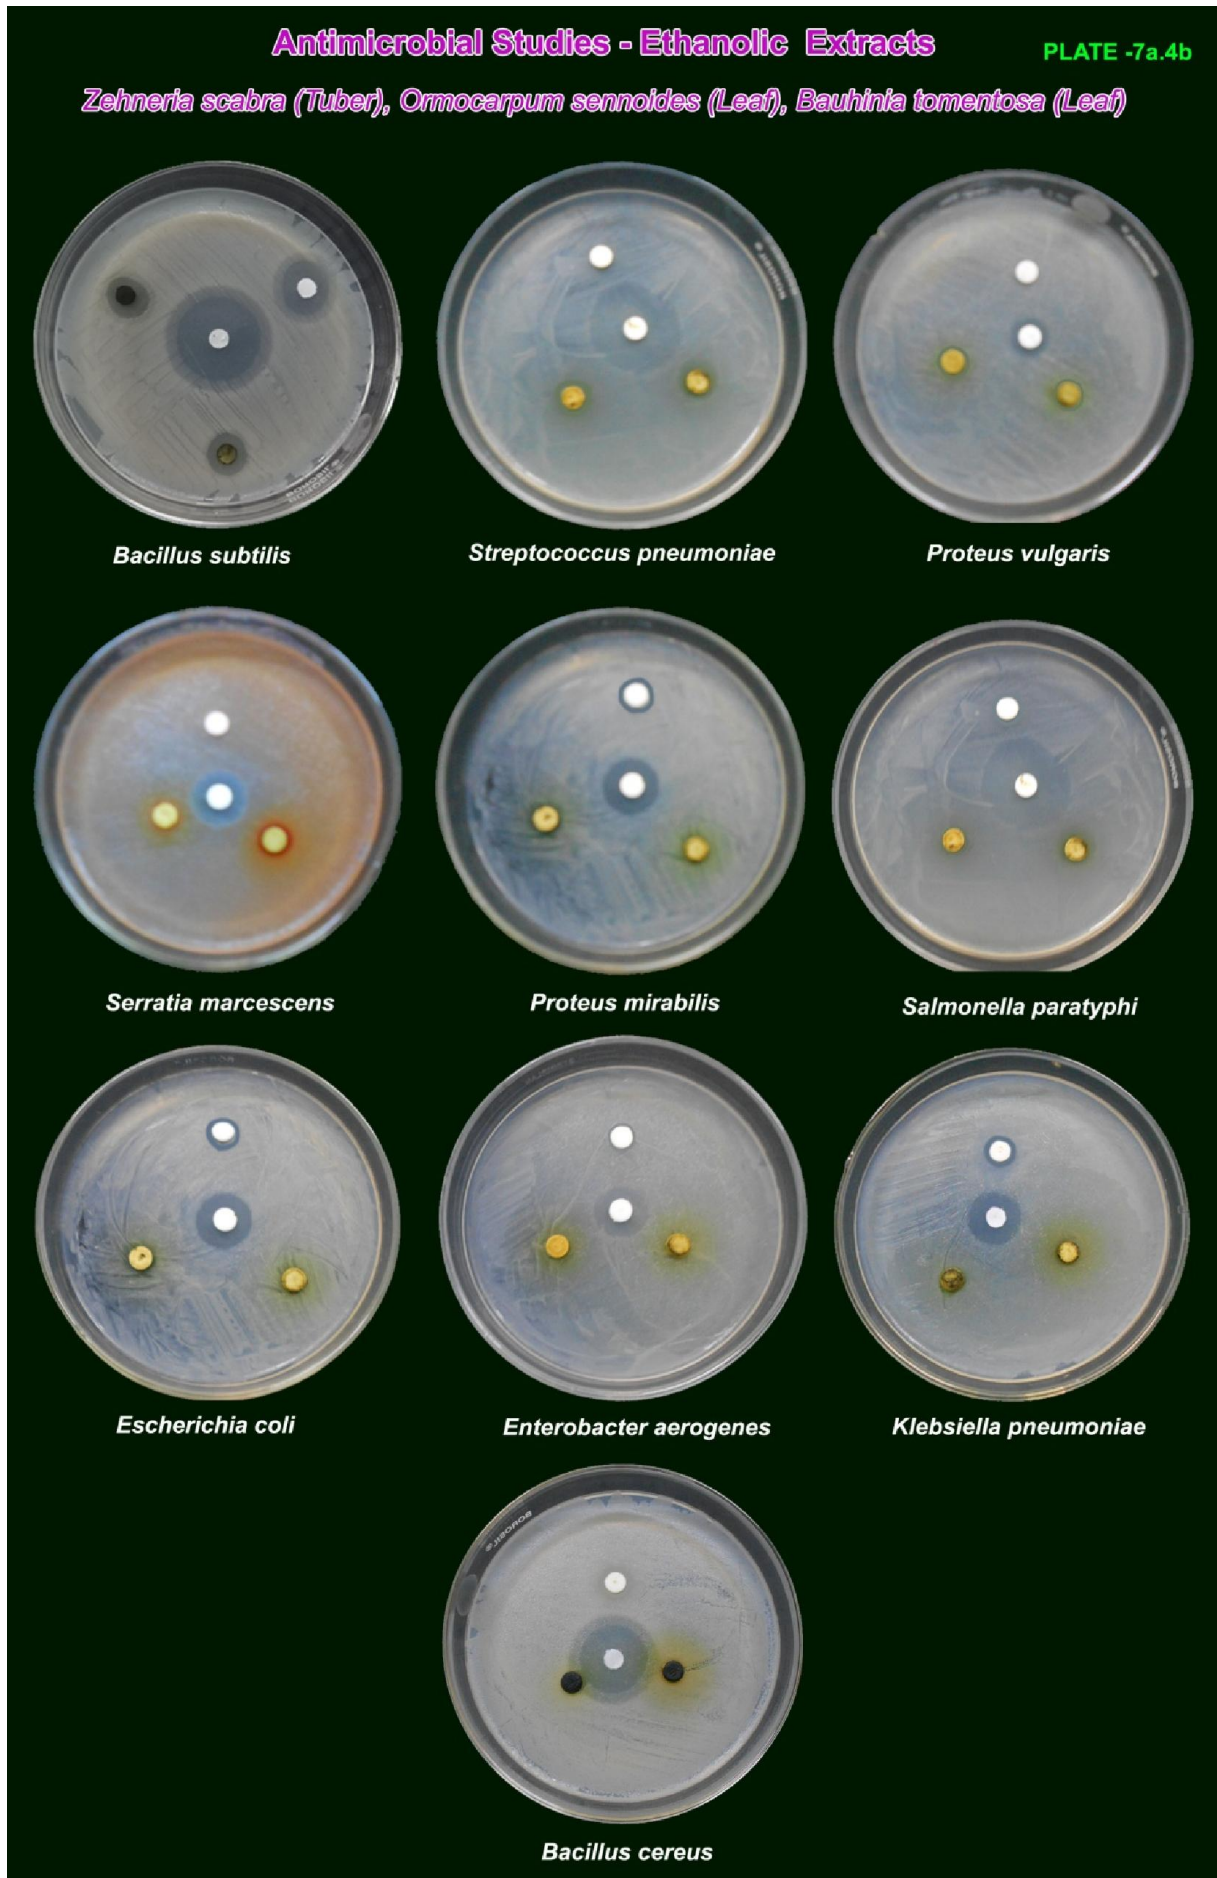 Antimicrobial Studies - Ethanolic Extracts
PLATE -7a.4b
Zehneria scabra (Tuber), Ormocarpum sennoides (Leaf), Bauhinia tomentosa (Leaf)
Bacillus subtilis
Streptococcus pneumoniae
Proteus vulgaris
Serratia marcescens
Proteus mirabilis
Salmonella paratyphi
Escherichia coli
Enterobacter aerogenes
Klebsiella pneumoniae
Bacillus cereus